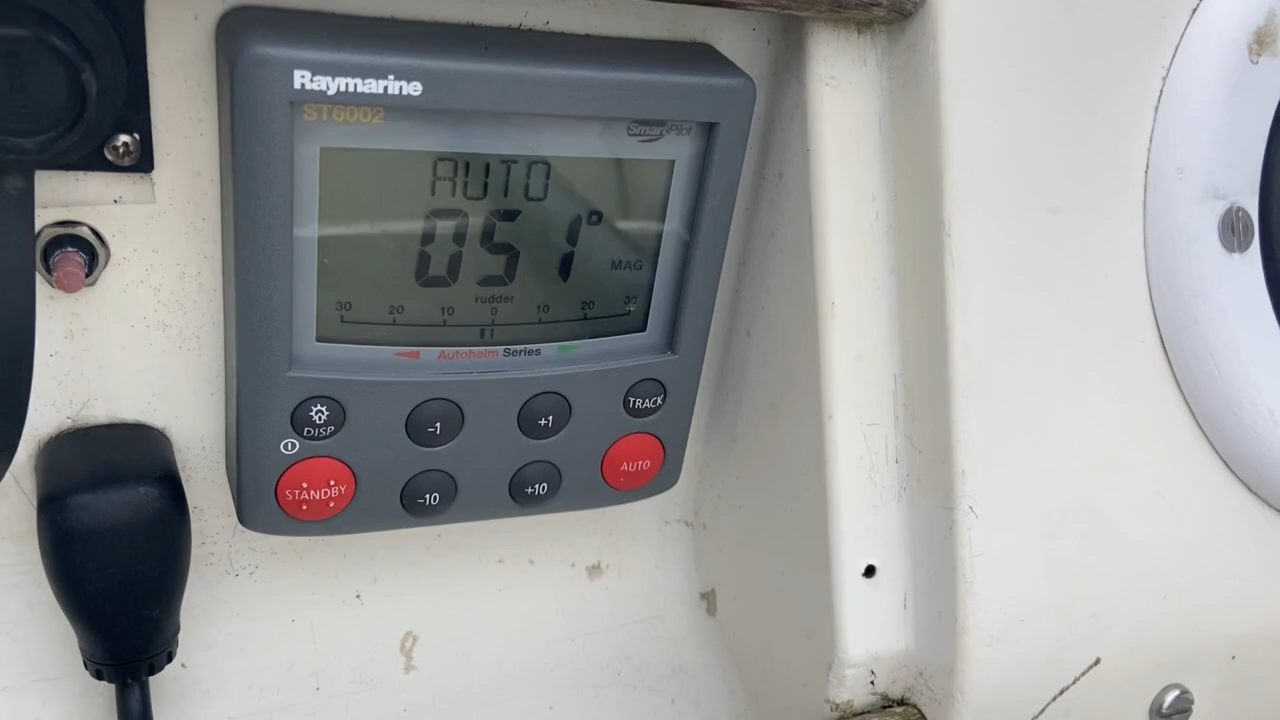 Raymarine
ST6002
SmartPilot
AUTO
051°
MAG
rudder
30 20 10 0 10 20 30
Autohelm Series
DISP
-1
+1
TRACK
STANDBY
-10
+10
AUTO